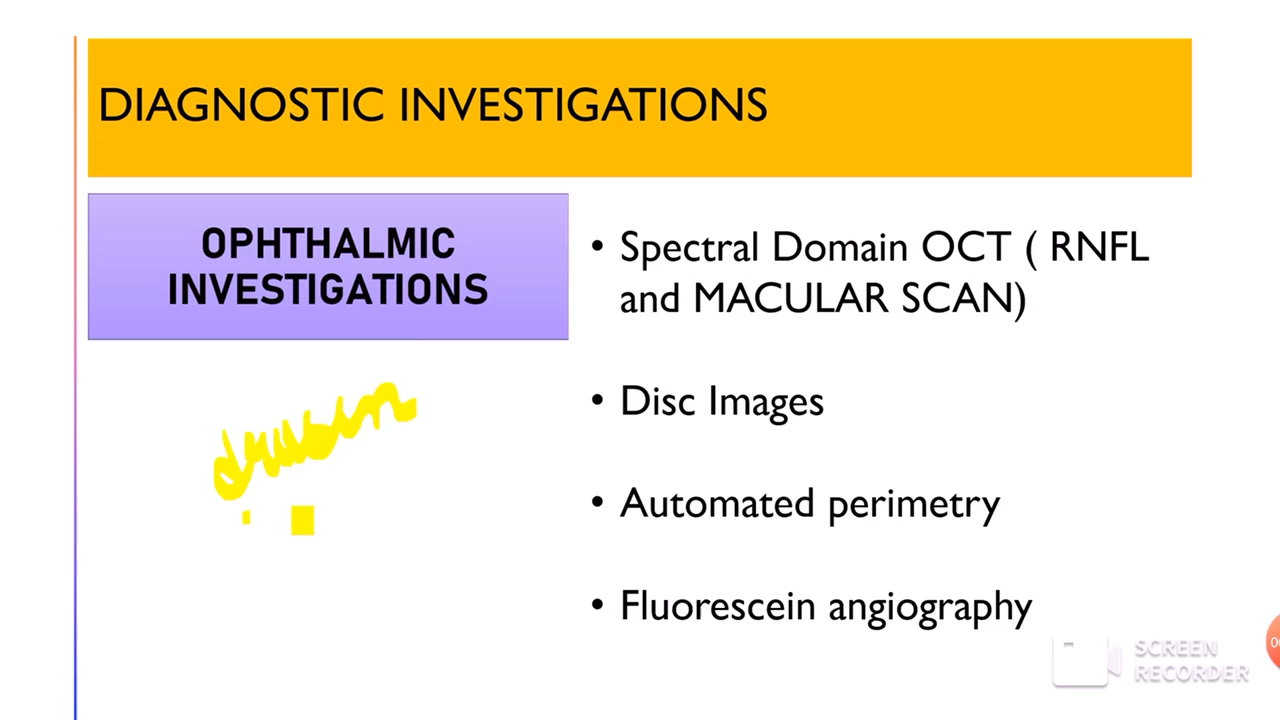 DIAGNOSTIC INVESTIGATIONS
OPHTHALMIC
INVESTIGATIONS
• Spectral Domain OCT ( RNFL
and MACULAR SCAN)
• Disc Images
• Automated perimetry
• Fluorescein angiography
drusen
SCREEN
RECORDER